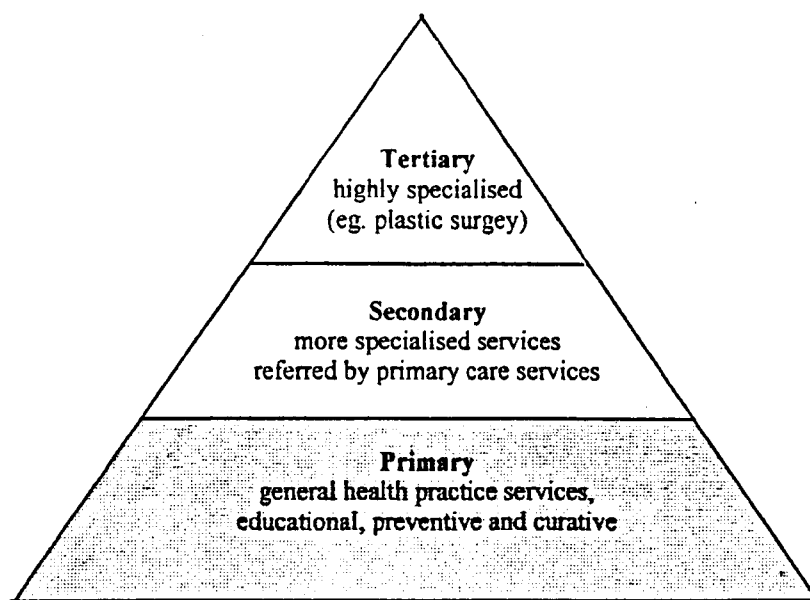 Tertiary
highly specialised
(eg. plastic surgey)
Secondary
more specialised services
referred by primary care services
Primary
general health practice services,
educational, preventive and curative